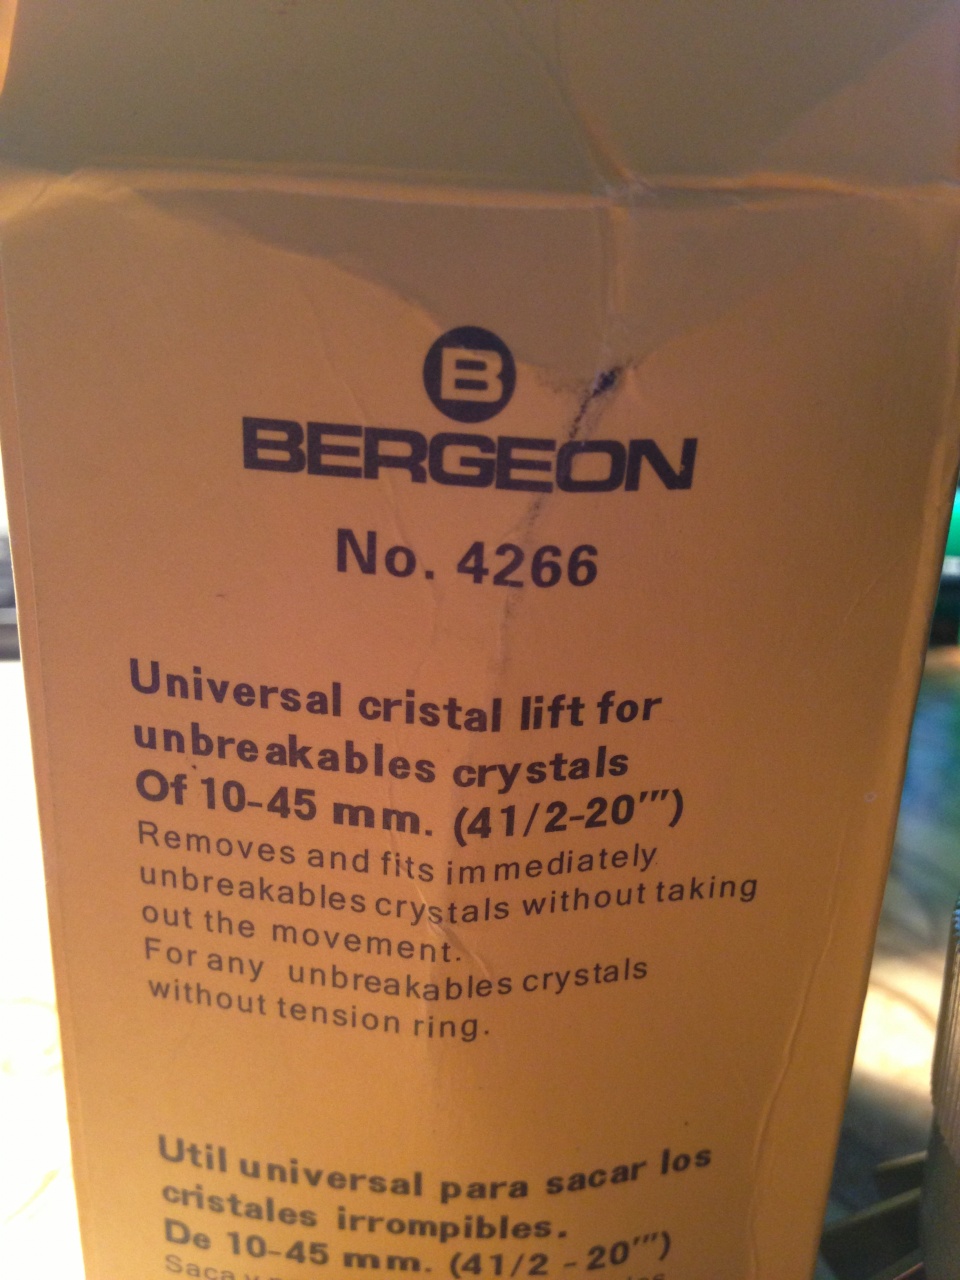 B
BERGEON
No. 4266
Universal cristal lift for
unbreakables crystals
Of 10-45 mm. (41/2-20''')
Removes and fits immediately
unbreakables crystals without taking
out the movement.
For any unbreakables crystals
without tension ring.
Util universal para sacar los
cristales irrompibles.
De 10-45 mm. (41/2 - 20''')
Saca y